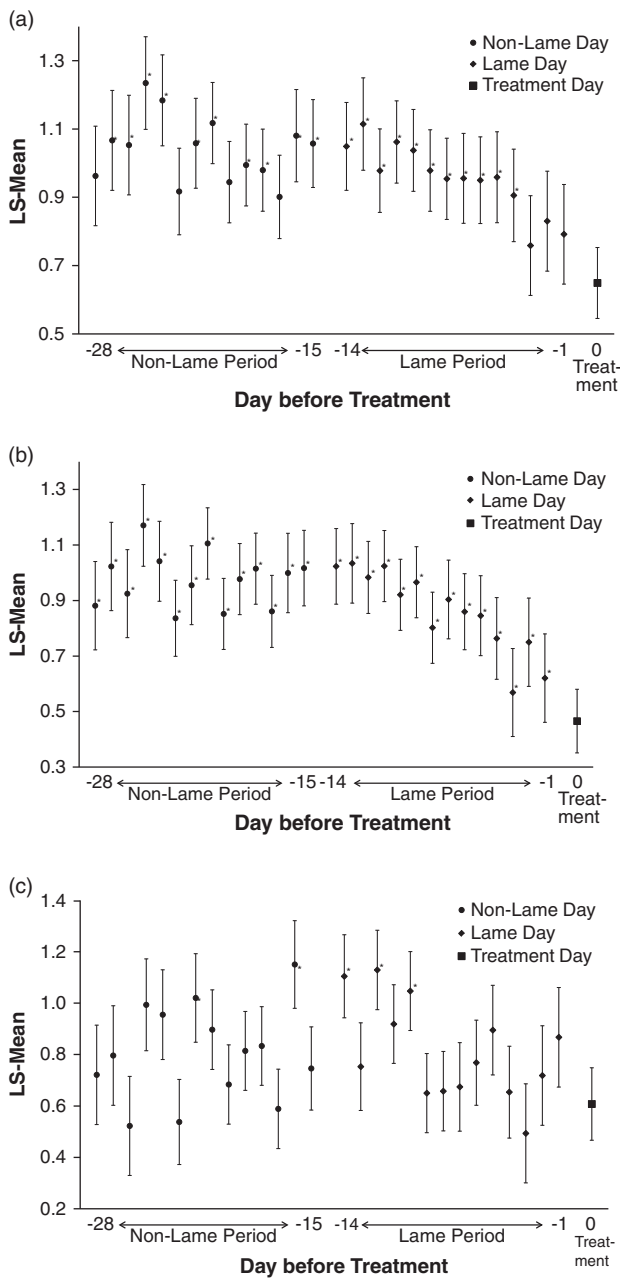 (a)
1.3
1.1
0.9
0.7
0.5
LS-Mean
Non-Lame Day
Lame Day
Treatment Day
-28 Non-Lame Period -15 -14 Lame Period -1 0
Treat-
ment
Day before Treatment
(b)
1.3
1.1
0.9
0.7
0.5
0.3
LS-Mean
Non-Lame Day
Lame Day
Treatment Day
-28 Non-Lame Period -15 -14 Lame Period -1 0
Treat-
ment
Day before Treatment
(c)
1.4
1.2
1.0
0.8
0.6
0.4
0.2
LS-Mean
Non-Lame Day
Lame Day
Treatment Day
-28 Non-Lame Period -15 -14 Lame Period -1 0
Treat-
ment
Day before Treatment